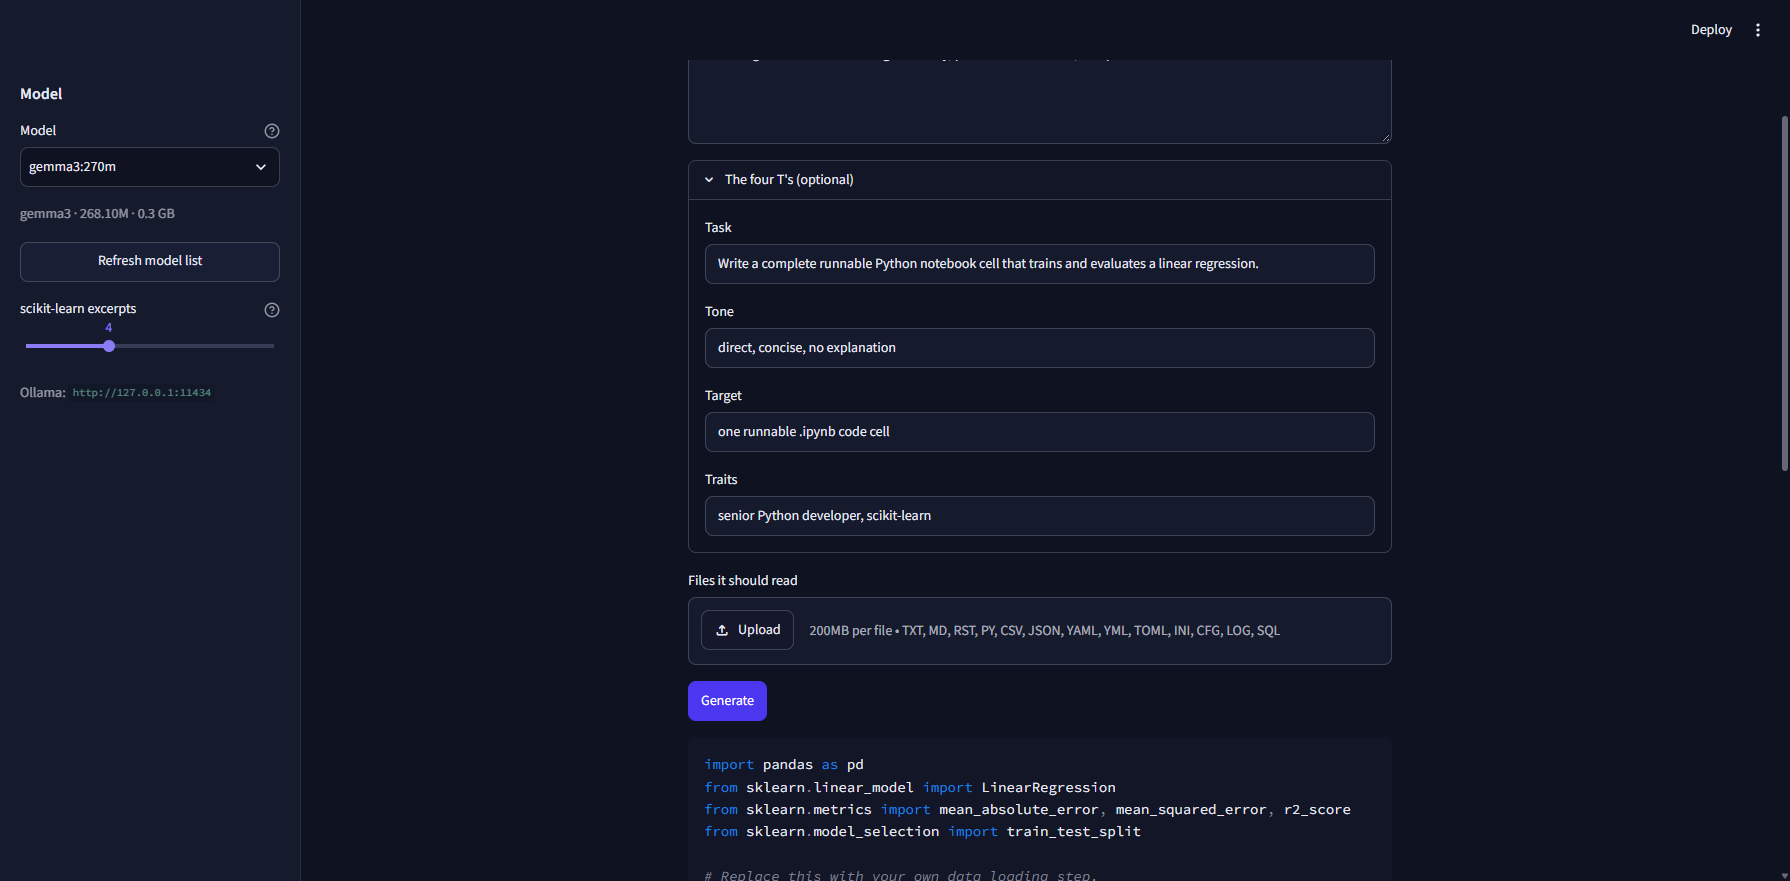 Deploy
Model
Model
gemma3:270m
gemma3 · 268.10M · 0.3 GB
Refresh model list
scikit-learn excerpts
4
Ollama: http://127.0.0.1:11434
The four T's (optional)
Task
Write a complete runnable Python notebook cell that trains and evaluates a linear regression.
Tone
direct, concise, no explanation
Target
one runnable .ipynb code cell
Traits
senior Python developer, scikit-learn
Files it should read
Upload
200MB per file • TXT, MD, RST, PY, CSV, JSON, YAML, YML, TOML, INI, CFG, LOG, SQL
Generate
import pandas as pd
from sklearn.linear_model import LinearRegression
from sklearn.metrics import mean_absolute_error, mean_squared_error, r2_score
from sklearn.model_selection import train_test_split
# Replace this with your own data loading step.